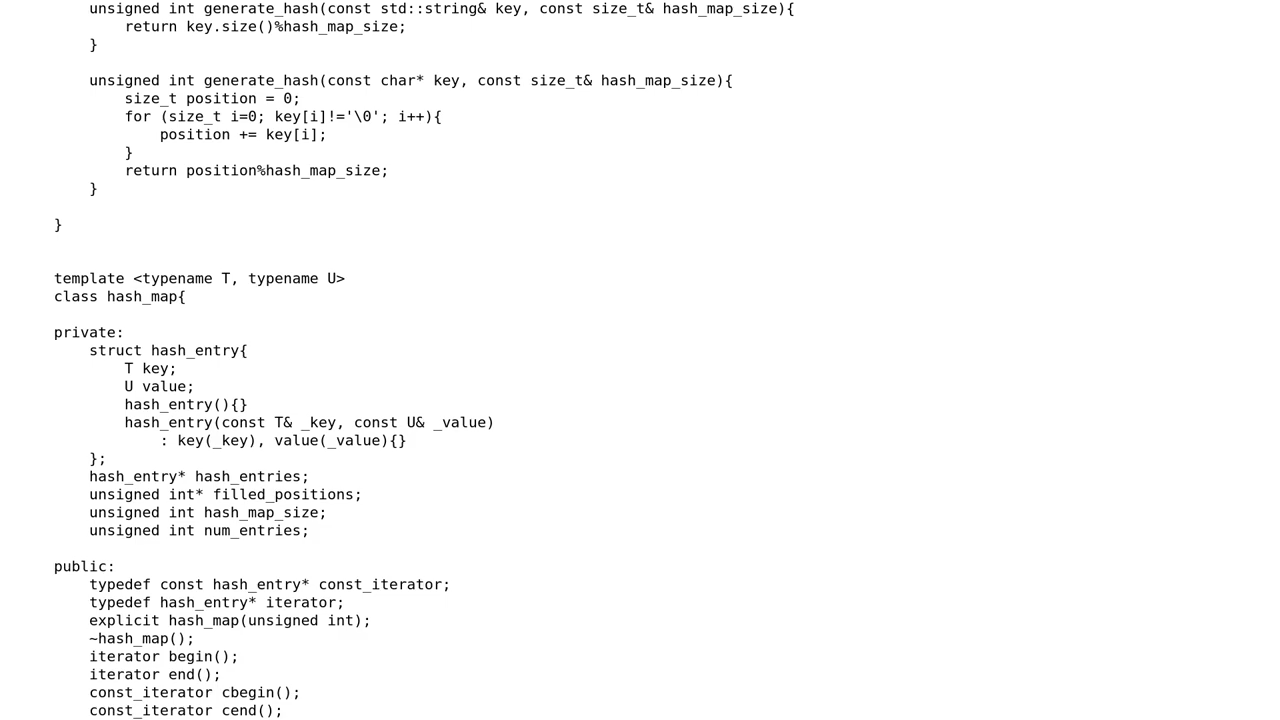 unsigned int generate_hash(const std::string& key, const size_t& hash_map_size){
        return key.size()%hash_map_size;
    }

    unsigned int generate_hash(const char* key, const size_t& hash_map_size){
        size_t position = 0;
        for (size_t i=0; key[i]!='\0'; i++){
            position += key[i];
        }
        return position%hash_map_size;
    }

}


template <typename T, typename U>
class hash_map{

private:
    struct hash_entry{
        T key;
        U value;
        hash_entry(){}
        hash_entry(const T& _key, const U& _value)
            : key(_key), value(_value){}
    };
    hash_entry* hash_entries;
    unsigned int* filled_positions;
    unsigned int hash_map_size;
    unsigned int num_entries;

public:
    typedef const hash_entry* const_iterator;
    typedef hash_entry* iterator;
    explicit hash_map(unsigned int);
    ~hash_map();
    iterator begin();
    iterator end();
    const_iterator cbegin();
    const_iterator cend();